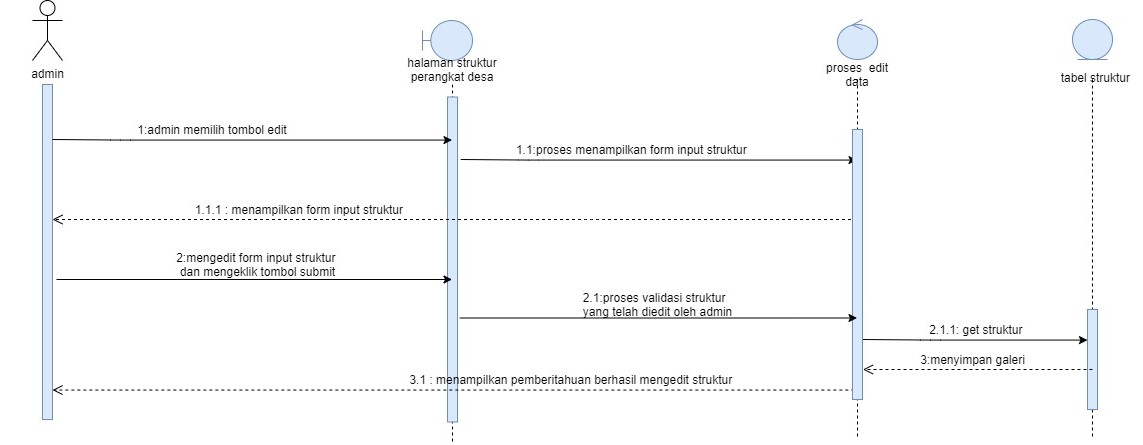 admin
halaman struktur
perangkat desa
proses edit
data
tabel struktur
1:admin memilih tombol edit
1.1:proses menampilkan form input struktur
1.1.1 : menampilkan form input struktur
2:mengedit form input struktur
dan mengeklik tombol submit
2.1:proses validasi struktur
yang telah diedit oleh admin
2.1.1: get struktur
3:menyimpan galeri
3.1 : menampilkan pemberitahuan berhasil mengedit struktur